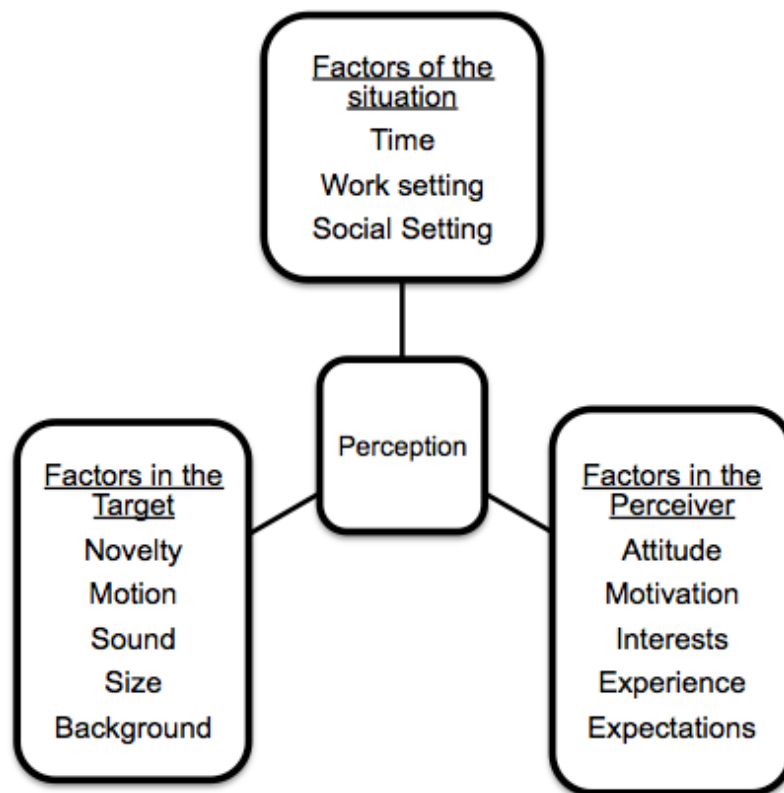 Factors of the
situation
Time
Work setting
Social Setting
Perception
Factors in the
Target
Novelty
Motion
Sound
Size
Background
Factors in the
Perceiver
Attitude
Motivation
Interests
Experience
Expectations